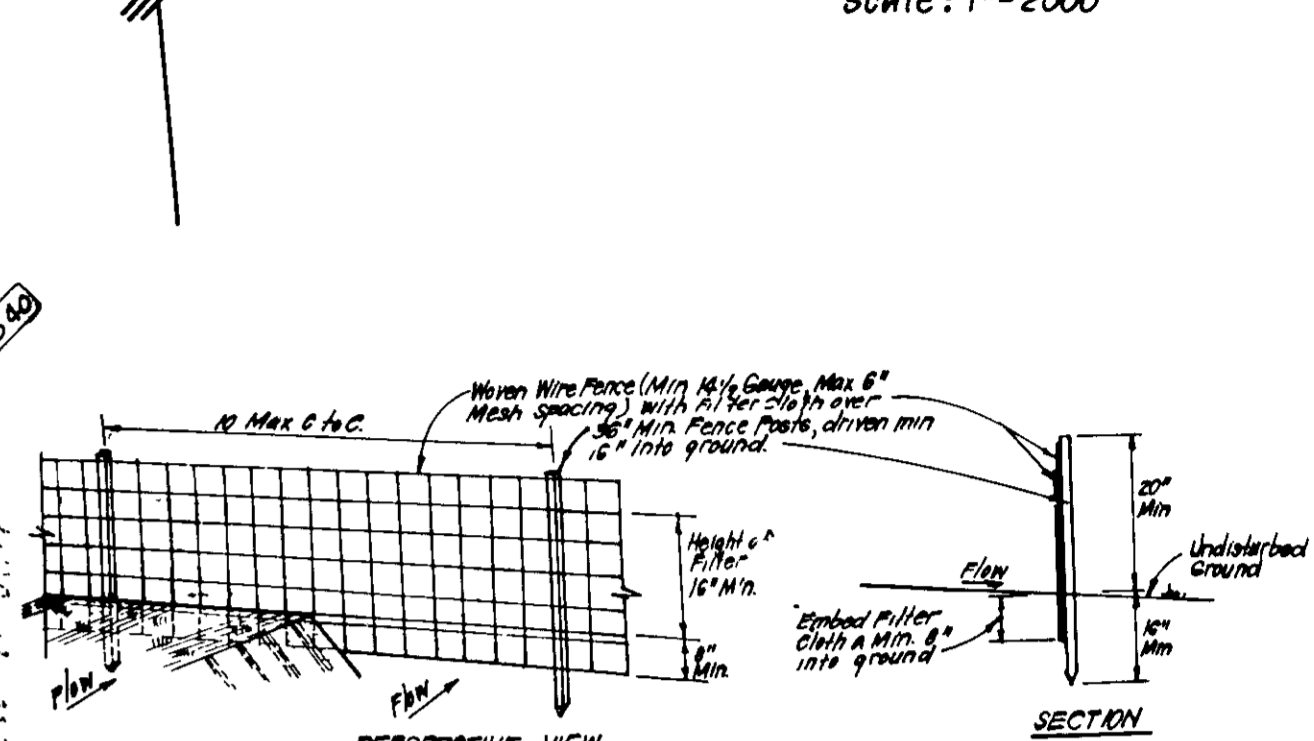 Scale: 1"=2000'
40
Woven Wire Fence (Min 14½ Gauge, Max 6"
Mesh spacing) with Filter cloth over
36" Min. Fence Posts, driven min
16" into ground.
10' Max C to C.
Height of
Filter
16" Min.
8"
Min.
Flow
Flow
PERSPECTIVE VIEW
20"
Min
Undisturbed
Ground
Flow
Embed Filter
Cloth a Min. 8"
into ground
16"
Min
SECTION